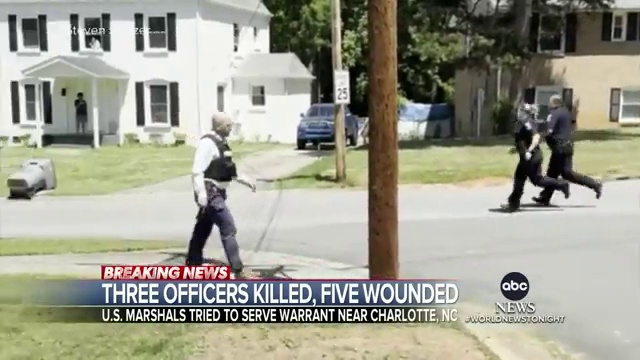 25
BREAKING NEWS
THREE OFFICERS KILLED, FIVE WOUNDED
U.S. MARSHALS TRIED TO SERVE WARRANT NEAR CHARLOTTE, NC
abc
NEWS
#WORLDNEWSTONIGHT